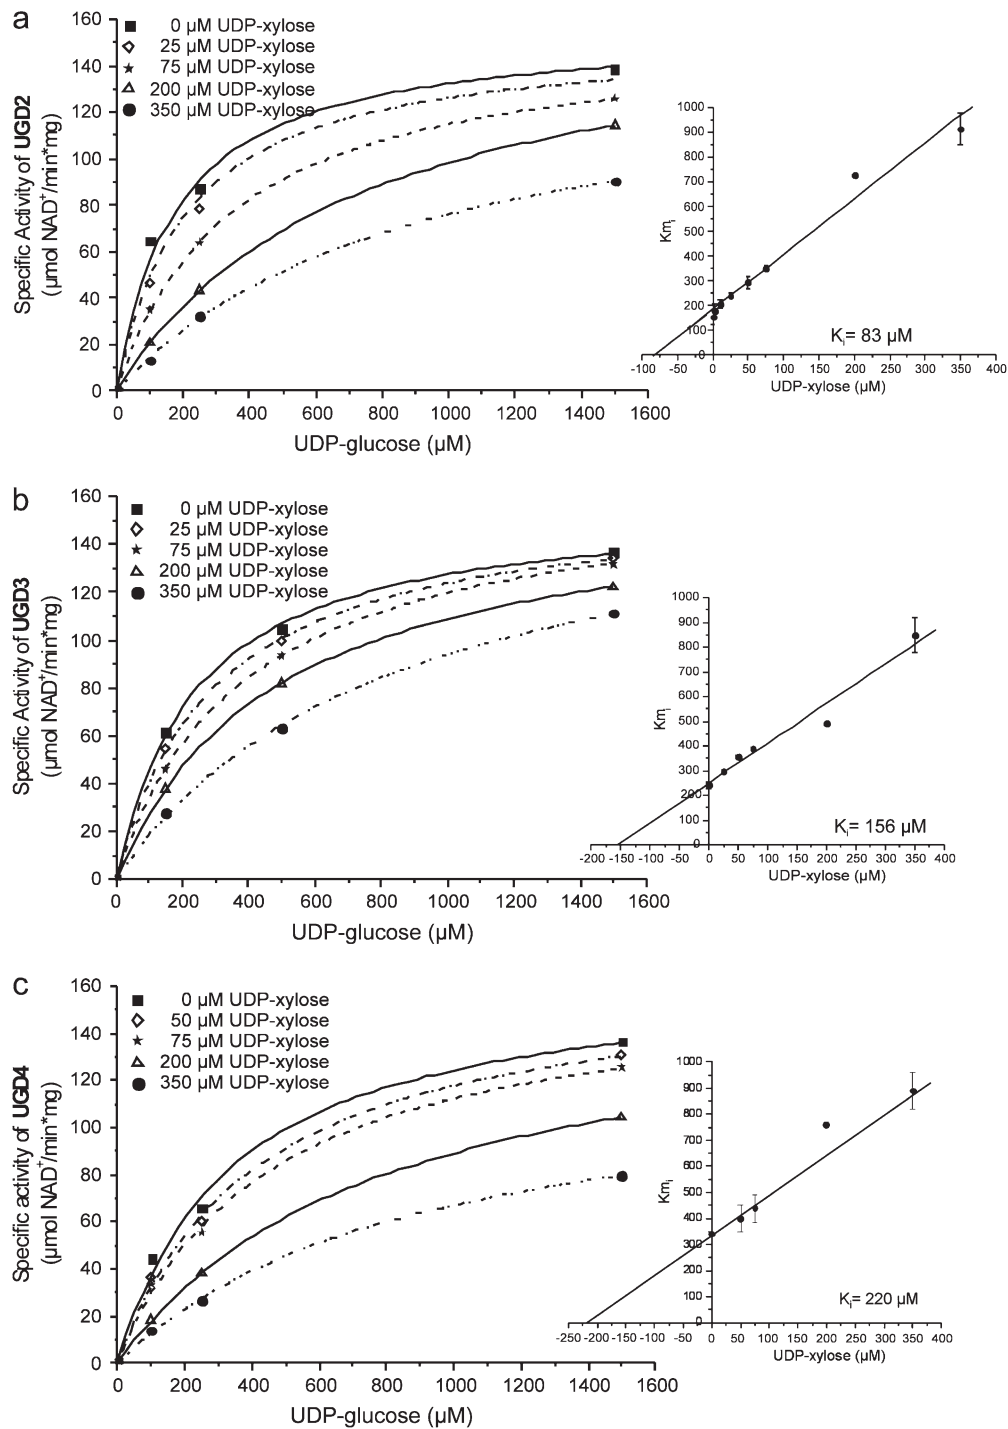 a
160
140
120
100
80
60
40
20
0
0 200 400 600 800 1000 1200 1400 1600
Specific Activity of UGD2
(µmol NAD+/min*mg)
UDP-glucose (µM)
0 µM UDP-xylose
25 µM UDP-xylose
75 µM UDP-xylose
200 µM UDP-xylose
350 µM UDP-xylose
1000
900
800
700
600
500
400
300
200
100
0
-100 -50 0 50 100 150 200 250 300 350 400
Kmi
Ki= 83 µM
UDP-xylose (µM)
b
160
140
120
100
80
60
40
20
0
0 200 400 600 800 1000 1200 1400 1600
Specific Activity of UGD3
(µmol NAD+/min*mg)
UDP-glucose (µM)
0 µM UDP-xylose
25 µM UDP-xylose
75 µM UDP-xylose
200 µM UDP-xylose
350 µM UDP-xylose
1000
900
800
700
600
500
400
300
200
100
0
-200 -150 -100 -50 0 50 100 150 200 250 300 350 400
Kmi
Ki= 156 µM
UDP-xylose (µM)
c
160
140
120
100
80
60
40
20
0
0 200 400 600 800 1000 1200 1400 1600
Specific activity of UGD4
(µmol NAD+/min*mg)
UDP-glucose (µM)
0 µM UDP-xylose
50 µM UDP-xylose
75 µM UDP-xylose
200 µM UDP-xylose
350 µM UDP-xylose
1000
900
800
700
600
500
400
300
200
100
0
-250 -200 -150 -100 -50 0 50 100 150 200 250 300 350 400
Kmi
Ki= 220 µM
UDP-xylose (µM)